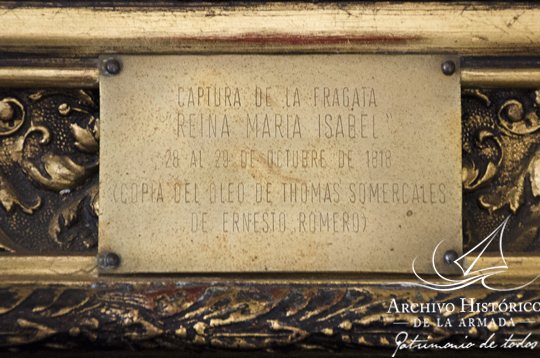 CAPTURA DE LA FRAGATA
"REINA MARIA ISABEL"
28 AL 29 DE OCTUBRE DE 1818
(COPIA DEL OLEO DE THOMAS SOMERCALES
DE ERNESTO ROMERO)
ARCHIVO HISTÓRICO
DE LA ARMADA
Patrimonio de todos